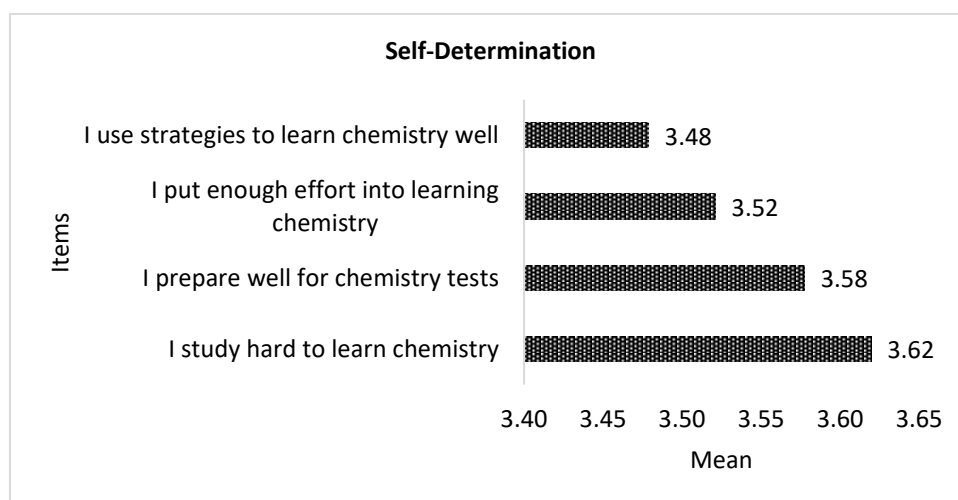 Self-Determination
I use strategies to learn chemistry well
3.48
I put enough effort into learning
chemistry
3.52
I prepare well for chemistry tests
3.58
I study hard to learn chemistry
3.62
Items
3.40 3.45 3.50 3.55 3.60 3.65
Mean